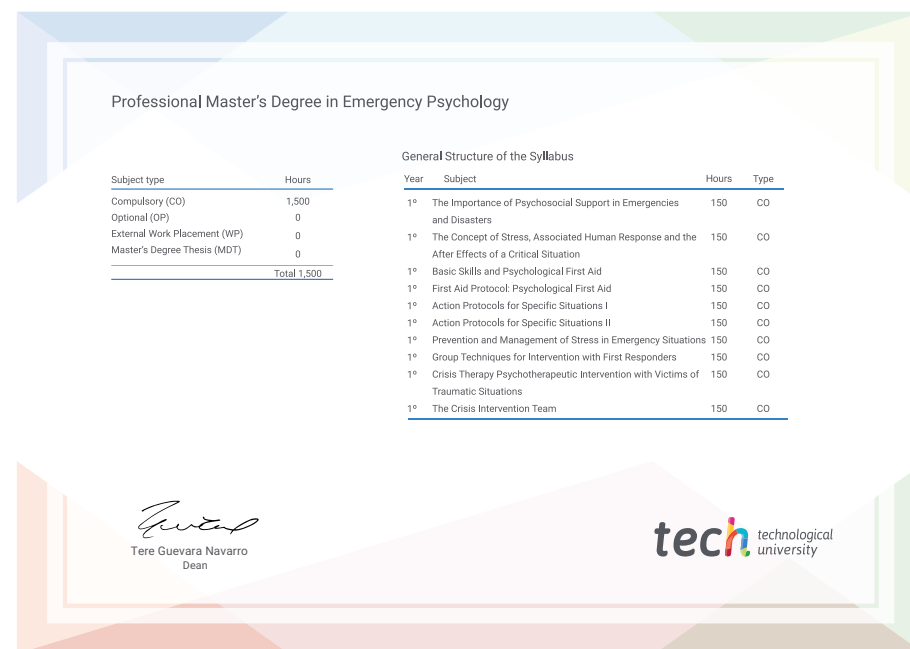 Professional Master's Degree in Emergency Psychology
Subject type Hours
Compulsory (CO) 1,500
Optional (OP) 0
External Work Placement (WP) 0
Master's Degree Thesis (MDT) 0
Total 1,500
General Structure of the Syllabus
Year Subject Hours Type
1º The Importance of Psychosocial Support in Emergencies 150 CO
and Disasters
1º The Concept of Stress, Associated Human Response and the 150 CO
After Effects of a Critical Situation
1º Basic Skills and Psychological First Aid 150 CO
1º First Aid Protocol: Psychological First Aid 150 CO
1º Action Protocols for Specific Situations I 150 CO
1º Action Protocols for Specific Situations II 150 CO
1º Prevention and Management of Stress in Emergency Situations 150 CO
1º Group Techniques for Intervention with First Responders 150 CO
1º Crisis Therapy Psychotherapeutic Intervention with Victims of 150 CO
Traumatic Situations
1º The Crisis Intervention Team 150 CO
Tere Guevara Navarro
Dean
tech technological
university